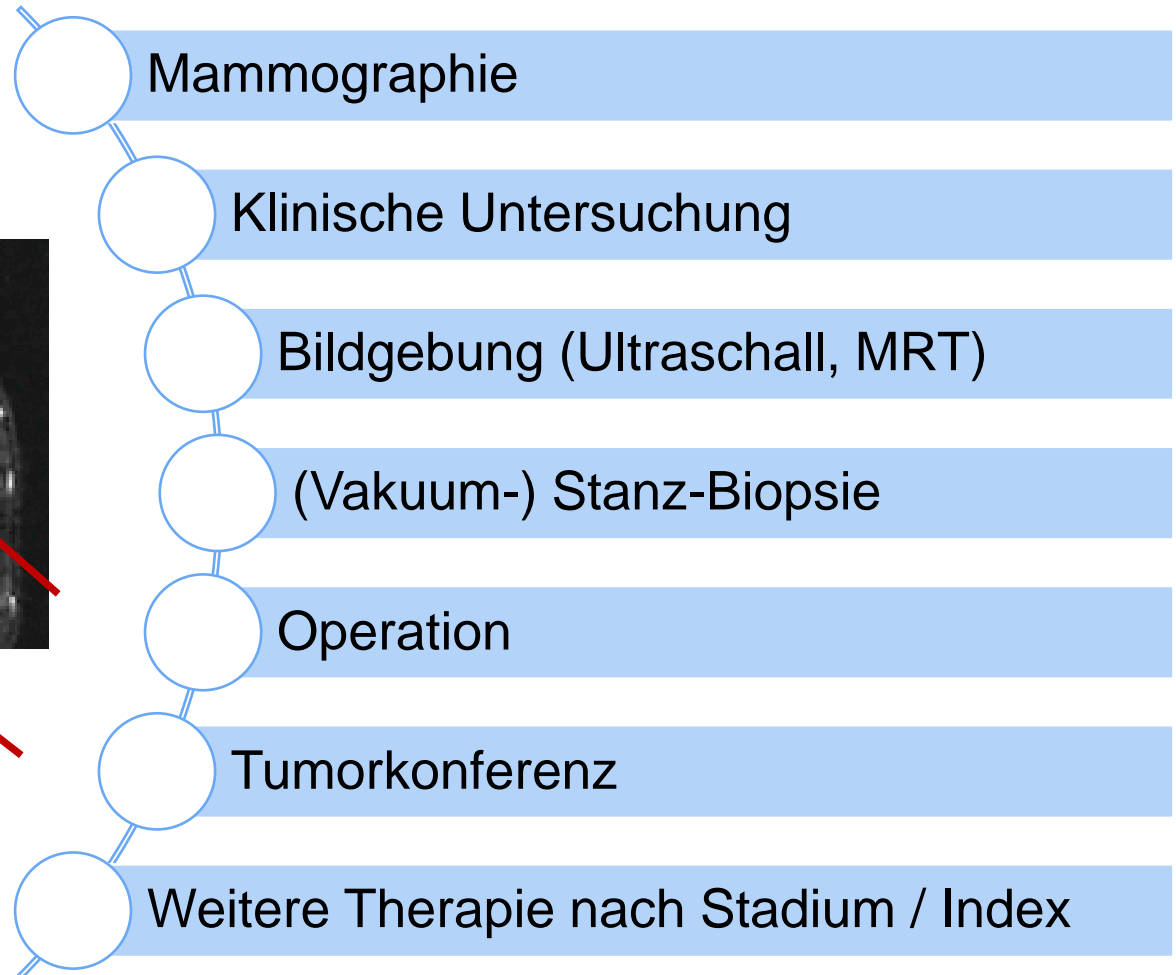 Mammographie
Klinische Untersuchung
Bildgebung (Ultraschall, MRT)
(Vakuum-) Stanz-Biopsie
Operation
Tumorkonferenz
Weitere Therapie nach Stadium / Index